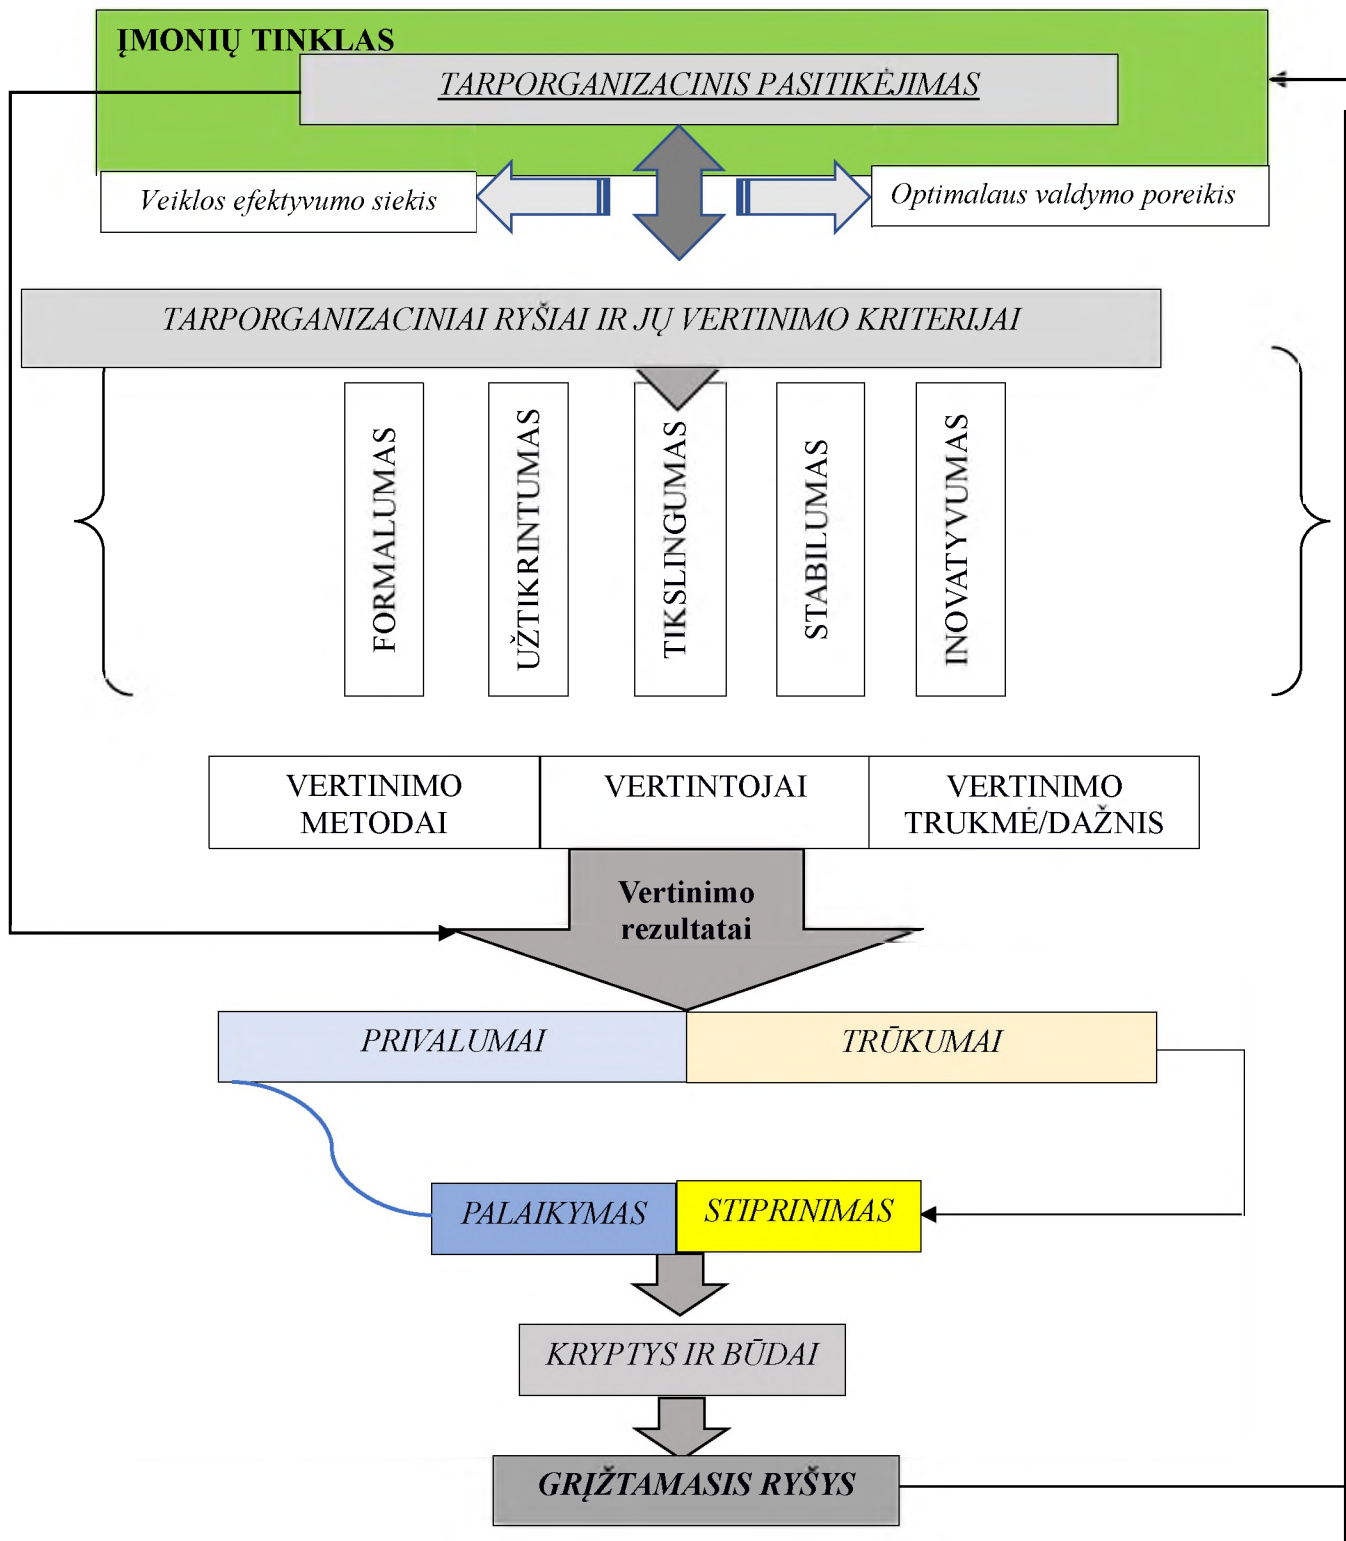 ĮMONIŲ TINKLAS
TARPORGANIZACINIS PASITIKĖJIMAS
Veiklos efektyvumo siekis
Optimalaus valdymo poreikis
TARPORGANIZACINIAI RYŠIAI IR JŲ VERTINIMO KRITERIJAI
FORMALUMAS
UŽTIKRINTUMAS
TIKSLINGUMAS
STABILUMAS
INOVATYVUMAS
VERTINIMO
METODAI
VERTINTOJAI
VERTINIMO
TRUKMĖ/DAŽNIS
Vertinimo
rezultatai
PRIVALUMAI
TRŪKUMAI
PALAIKYMAS
STIPRINIMAS
KRYPTYS IR BŪDAI
GRĮŽTAMASIS RYŠYS